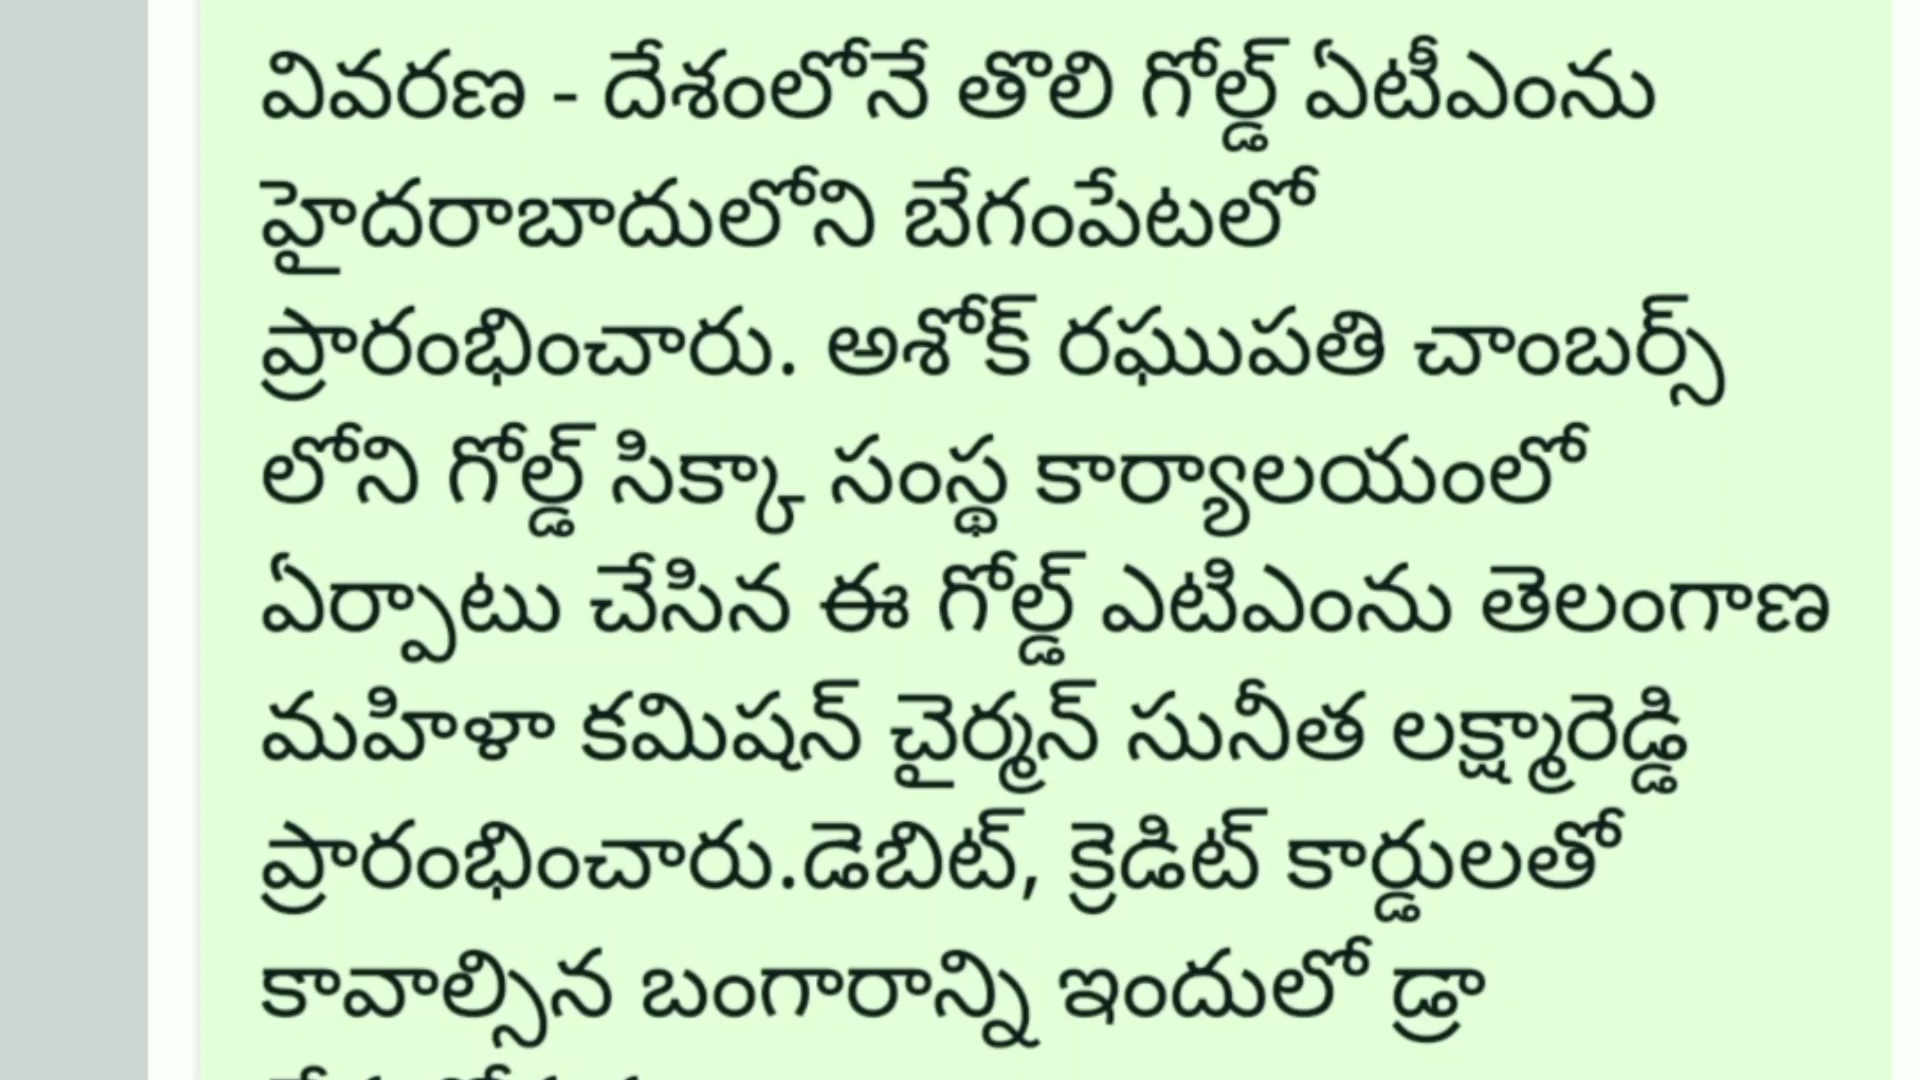 వివరణ - దేశంలోనే తొలి గోల్డ్ ఏటీఎంను
హైదరాబాదులోని బేగంపేటలో
ప్రారంభించారు. అశోక్ రఘుపతి చాంబర్స్
లోని గోల్డ్ సిక్కా సంస్థ కార్యాలయంలో
ఏర్పాటు చేసిన ఈ గోల్డ్ ఎటిఎంను తెలంగాణ
మహిళా కమిషన్ చైర్మన్ సునీత లక్ష్మారెడ్డి
ప్రారంభించారు.డెబిట్, క్రెడిట్ కార్డులతో
కావాల్సిన బంగారాన్ని ఇందులో డ్రా